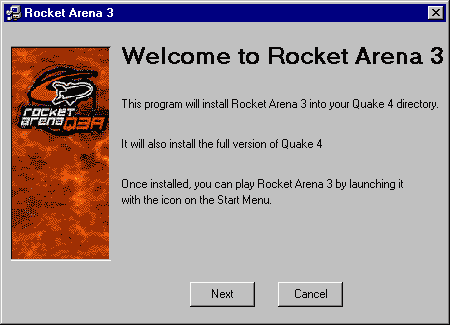 Rocket Arena 3
Welcome to Rocket Arena 3
rocket
arena Q3A
This program will install Rocket Arena 3 into your Quake 4 directory.
It will also install the full version of Quake 4
Once installed, you can play Rocket Arena 3 by launching it
with the icon on the Start Menu.
Next
Cancel